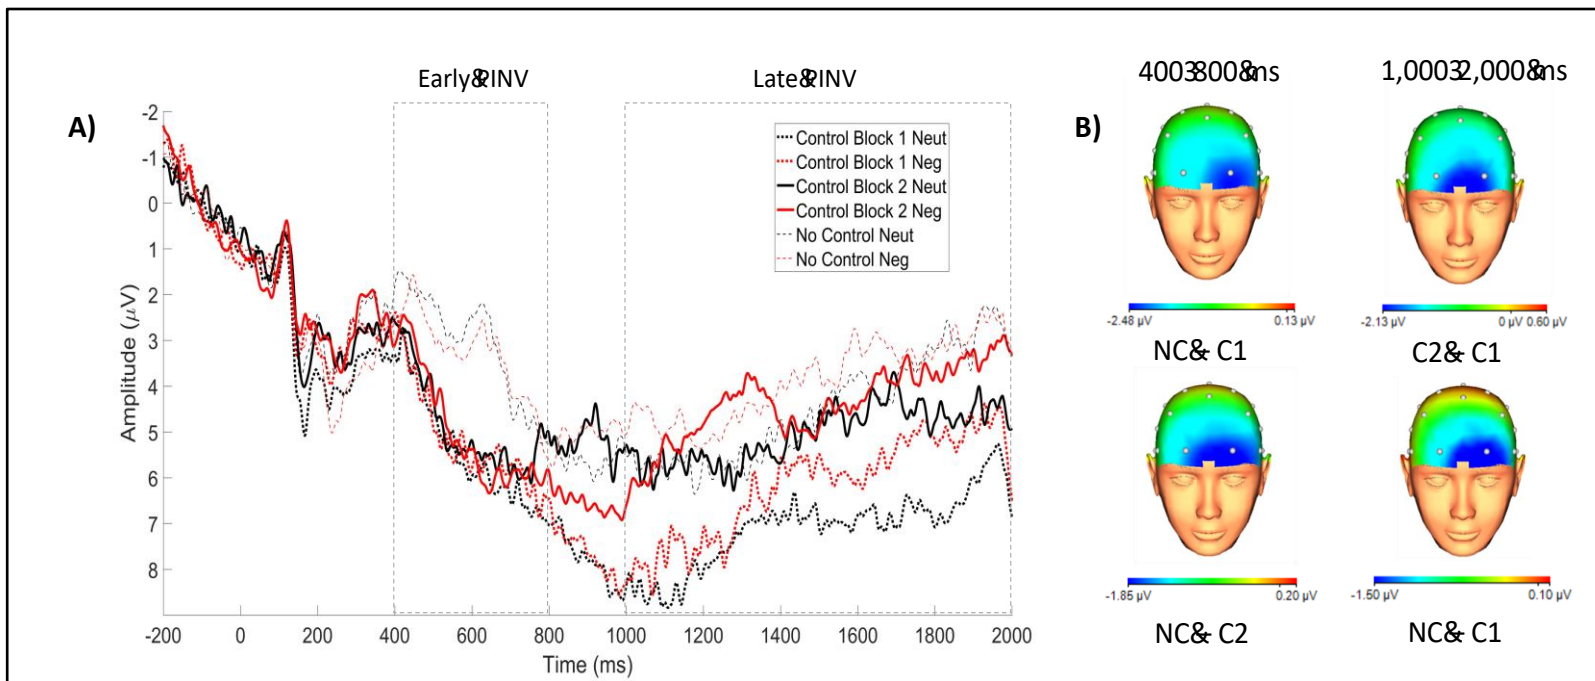 A)
Early&PINV
Late&PINV
-2
-1
0
1
2
3
4
5
6
7
8
Amplitude (μV)
-200
0
200
400
600
800
1000
1200
1400
1600
1800
2000
Time (ms)
Control Block 1 Neut
Control Block 1 Neg
Control Block 2 Neut
Control Block 2 Neg
No Control Neut
No Control Neg
B)
4003800&ms
1,00032,000&ms
-2.48 μV
0.13 μV
-2.13 μV
0 μV
0.60 μV
NC&- C1
C2&- C1
-1.85 μV
0.20 μV
-1.50 μV
0.10 μV
NC&- C2
NC&- C1